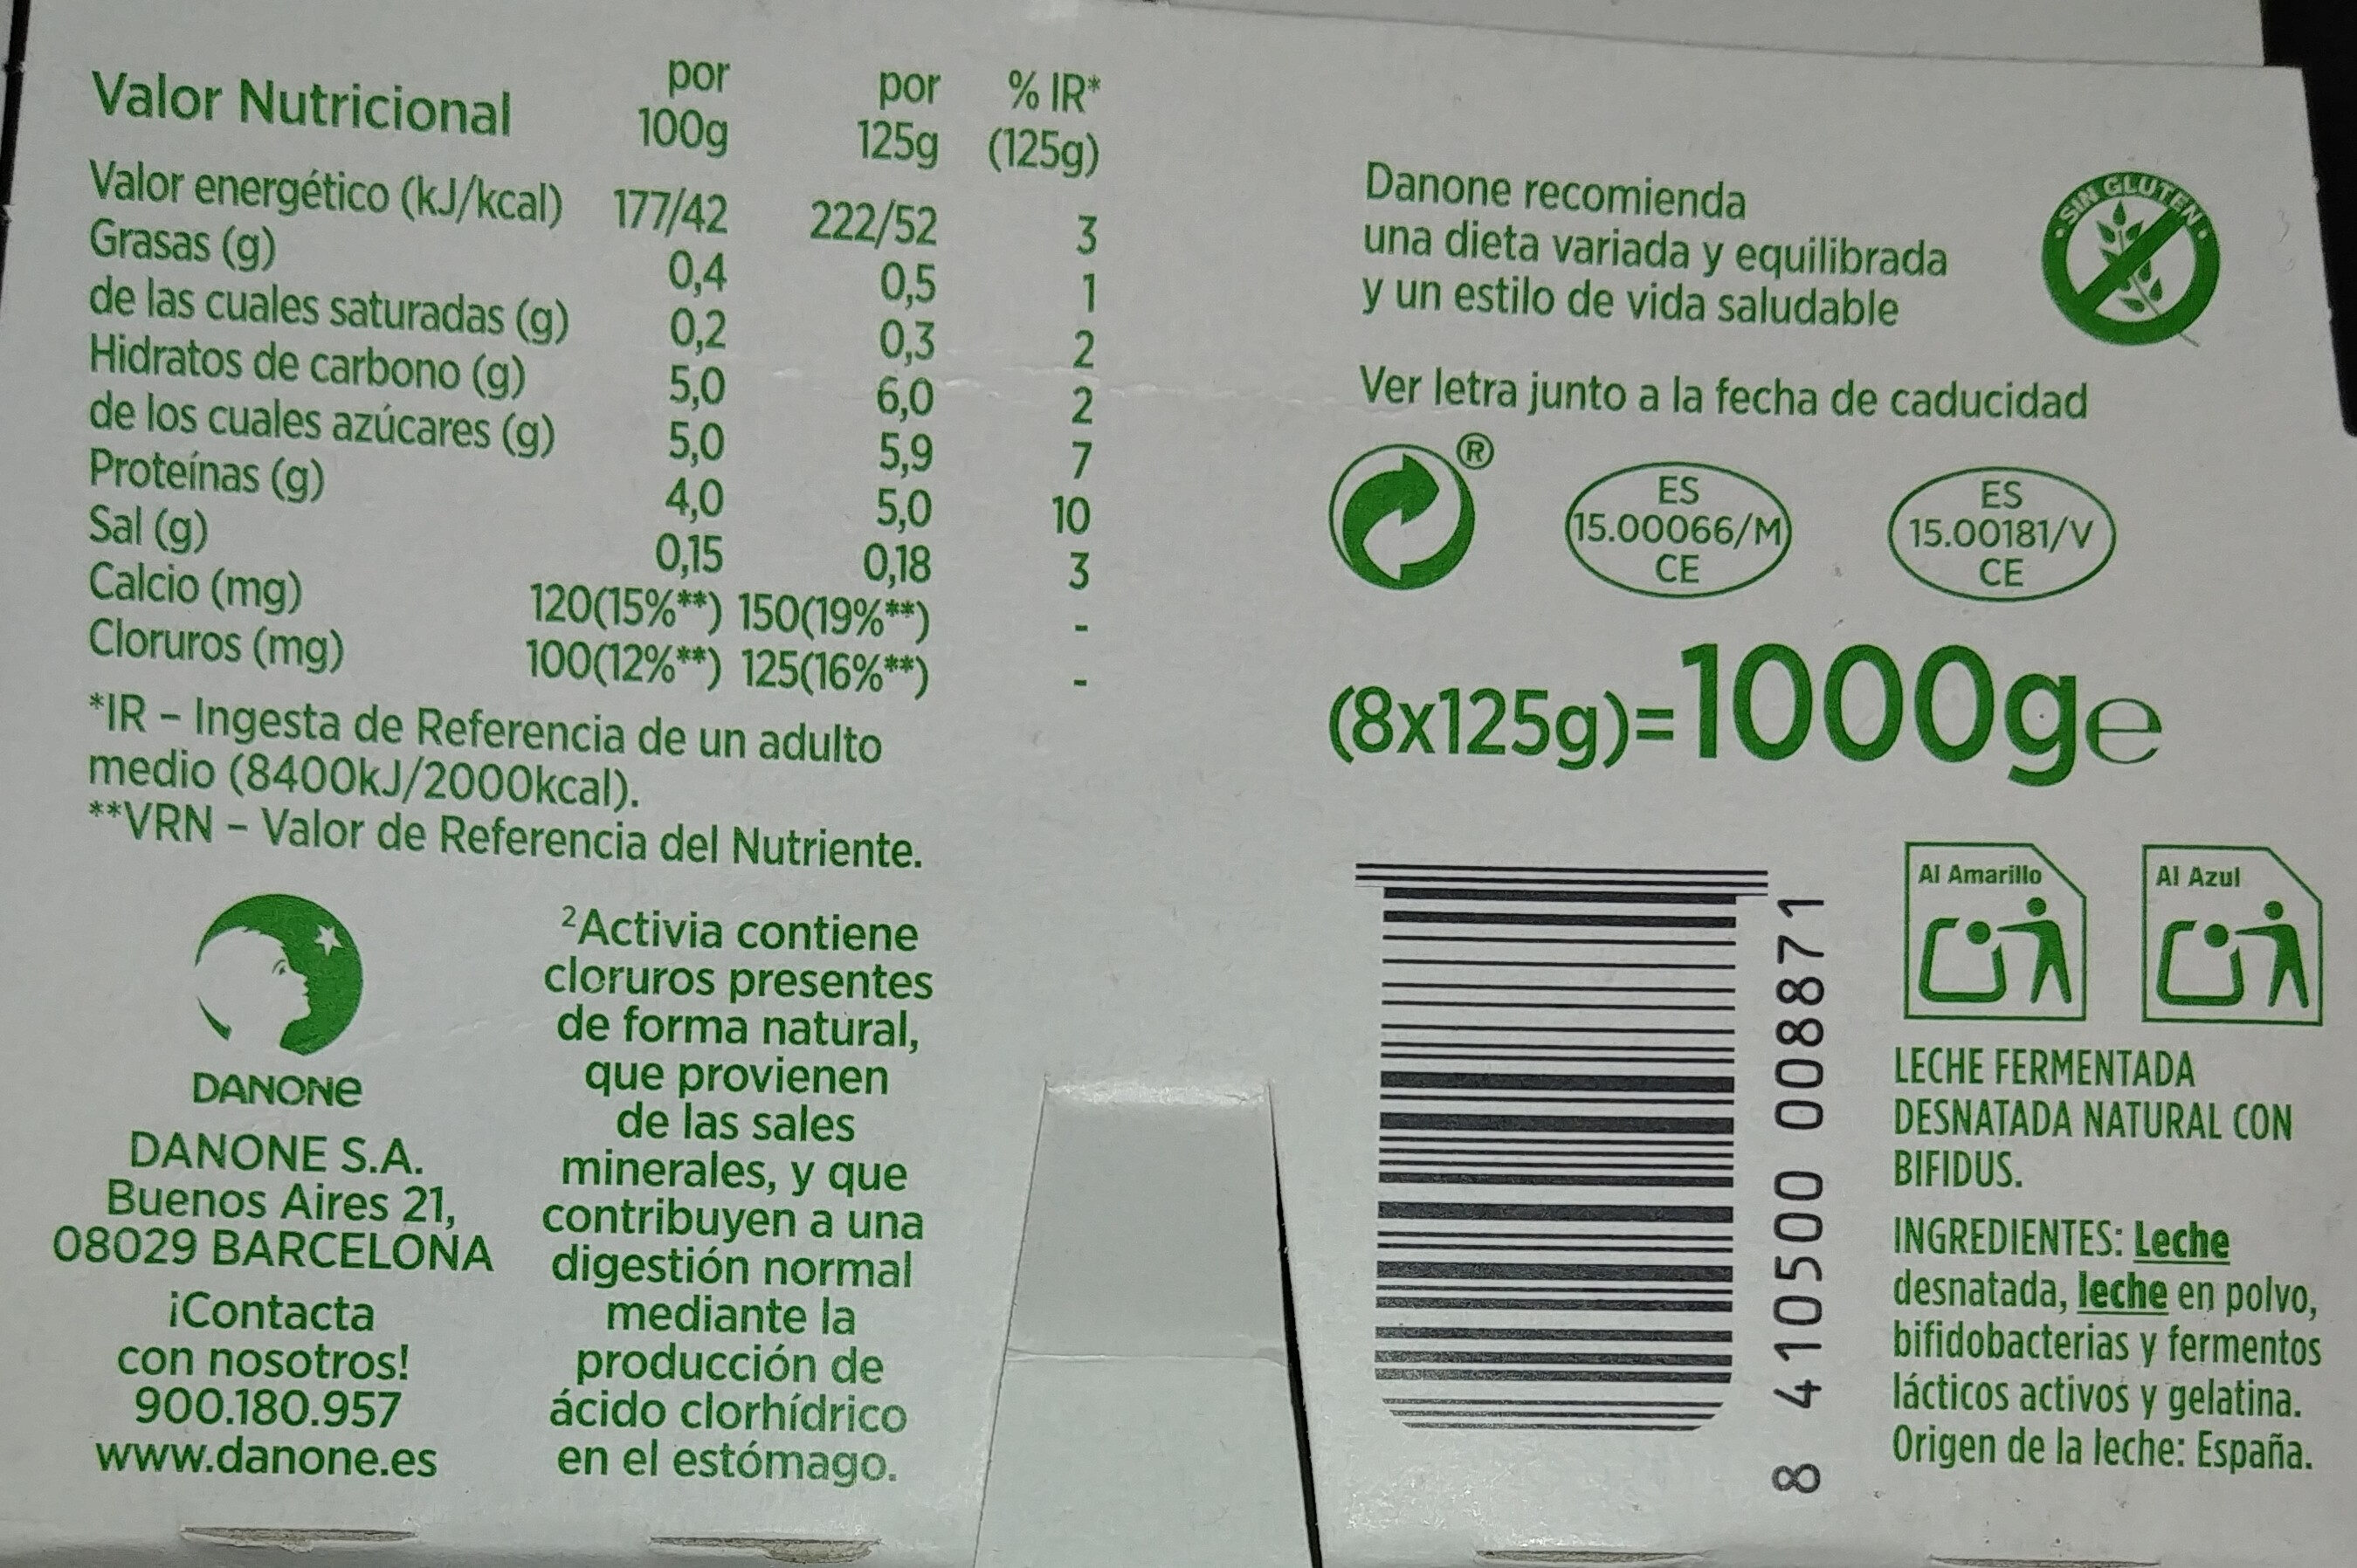 Valor Nutricional por 100g por 125g % IR* (125g)
Valor energético (kJ/kcal) 177/42 222/52 3
Grasas (g) 0,4 0,5 1
de las cuales saturadas (g) 0,2 0,3 2
Hidratos de carbono (g) 5,0 6,0 2
de los cuales azúcares (g) 5,0 5,9 7
Proteínas (g) 4,0 5,0 10
Sal (g) 0,15 0,18 3
Calcio (mg) 120(15%**) 150(19%**) -
Cloruros (mg) 100(12%**) 125(16%**) -
*IR – Ingesta de Referencia de un adulto
medio (8400kJ/2000kcal).
**VRN – Valor de Referencia del Nutriente.
DANONe
DANONE S.A.
Buenos Aires 21,
08029 BARCELONA
¡Contacta
con nosotros!
900.180.957
www.danone.es
²Activia contiene
cloruros presentes
de forma natural,
que provienen
de las sales
minerales, y que
contribuyen a una
digestión normal
mediante la
producción de
ácido clorhídrico
en el estómago.
Danone recomienda
una dieta variada y equilibrada
y un estilo de vida saludable
•SIN GLUTEN•
Ver letra junto a la fecha de caducidad
®
ES
15.00066/M
CE
ES
15.00181/V
CE
(8x125g)=1000g℮
8 410500 008871
Al Amarillo
Al Azul
LECHE FERMENTADA
DESNATADA NATURAL CON
BIFIDUS.
INGREDIENTES: Leche
desnatada, leche en polvo,
bifidobacterias y fermentos
lácticos activos y gelatina.
Origen de la leche: España.